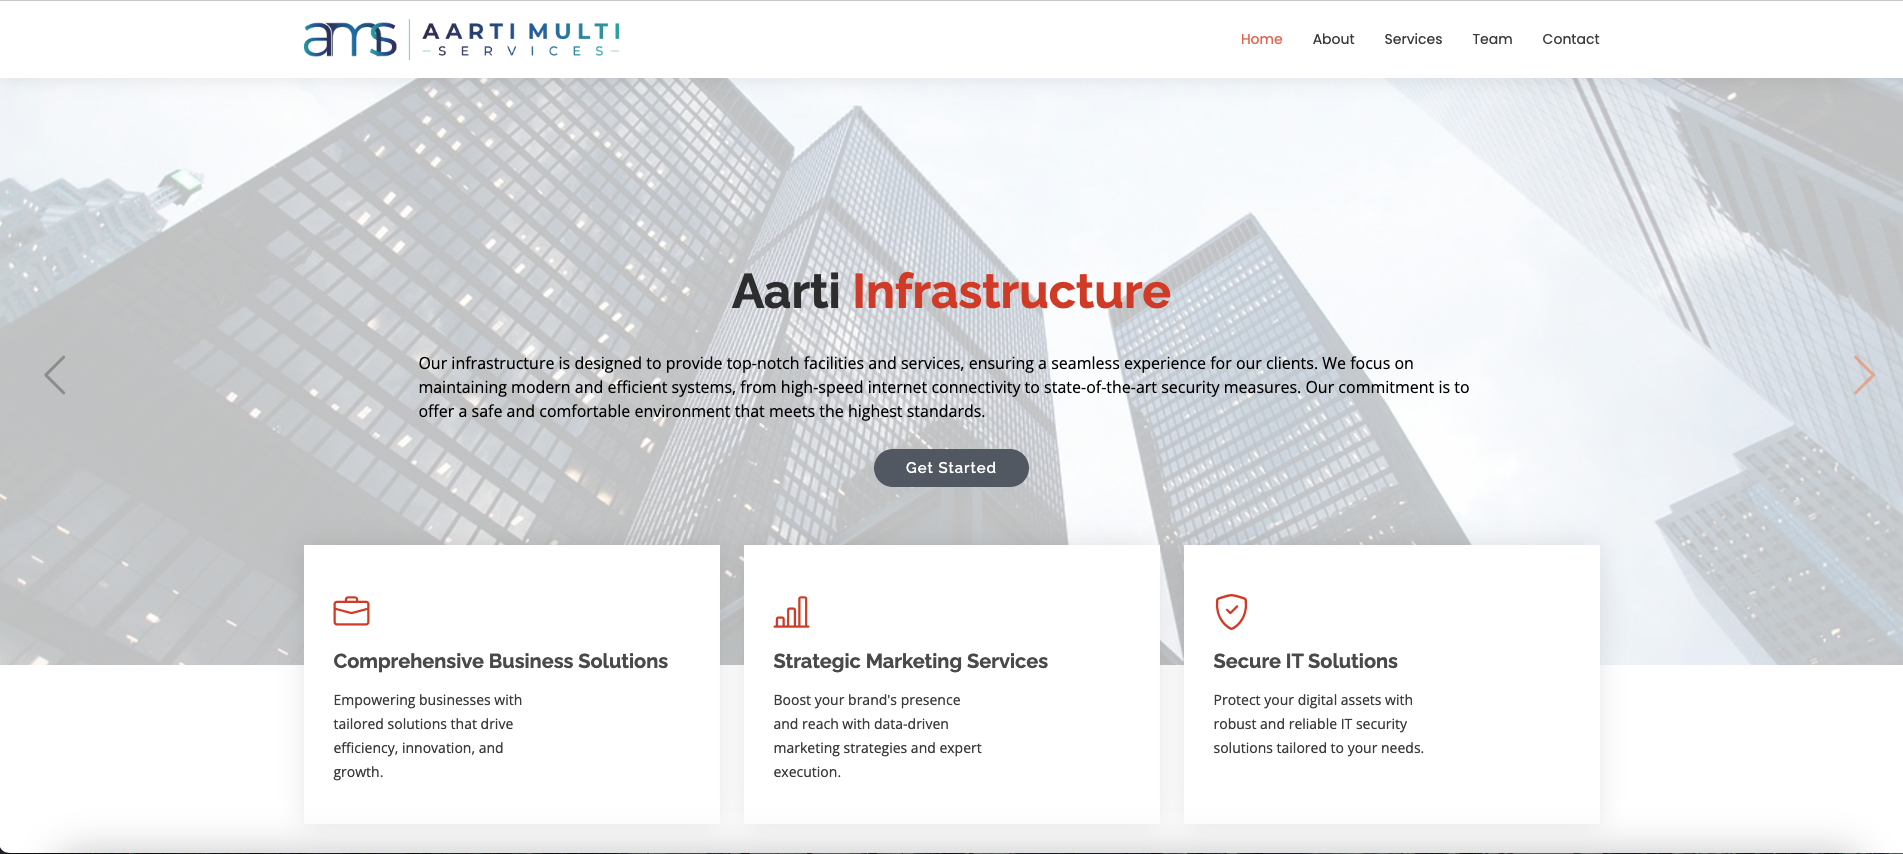 ams AARTI MULTI
SERVICES
Home About Services Team Contact
Aarti Infrastructure
Our infrastructure is designed to provide top-notch facilities and services, ensuring a seamless experience for our clients. We focus on
maintaining modern and efficient systems, from high-speed internet connectivity to state-of-the-art security measures. Our commitment is to
offer a safe and comfortable environment that meets the highest standards.
Get Started
Comprehensive Business Solutions
Empowering businesses with
tailored solutions that drive
efficiency, innovation, and
growth.
Strategic Marketing Services
Boost your brand's presence
and reach with data-driven
marketing strategies and expert
execution.
Secure IT Solutions
Protect your digital assets with
robust and reliable IT security
solutions tailored to your needs.